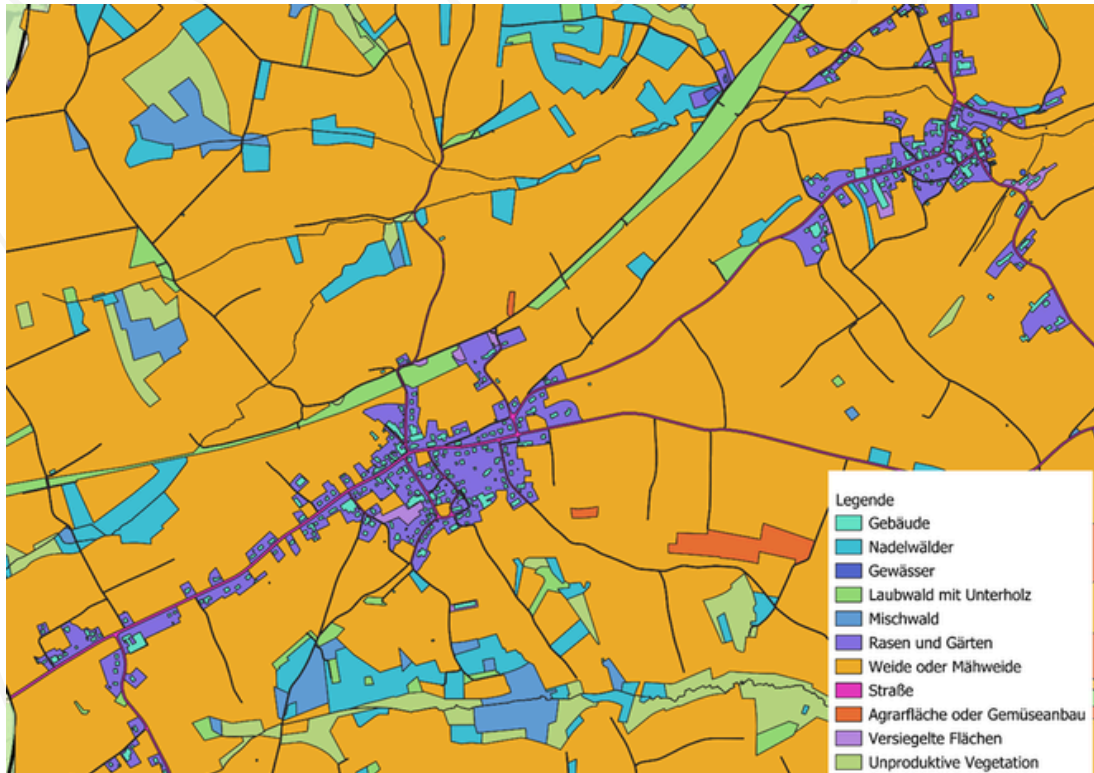 Legende
Gebäude
Nadelwälder
Gewässer
Laubwald mit Unterholz
Mischwald
Rasen und Gärten
Weide oder Mähweide
Straße
Agrarfläche oder Gemüseanbau
Versiegelte Flächen
Unproduktive Vegetation